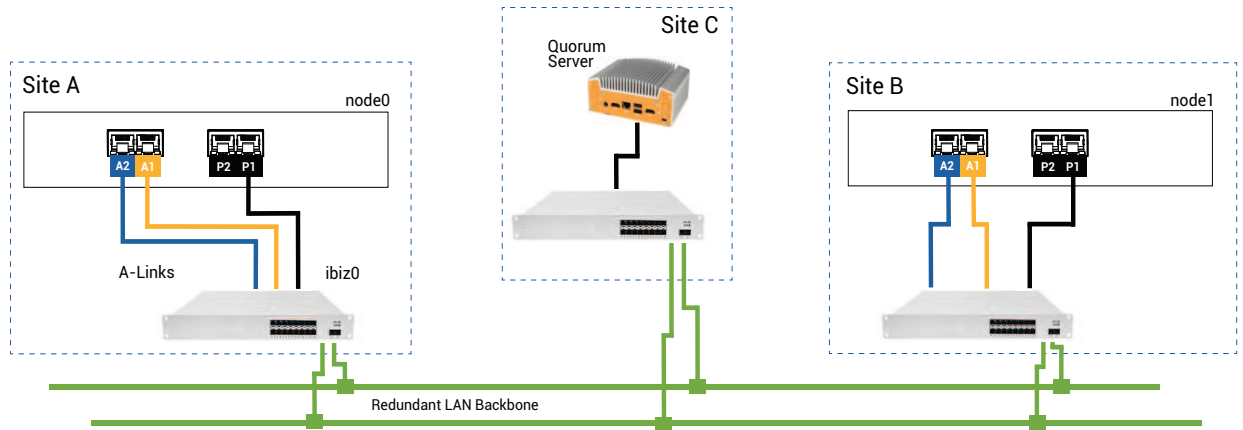 Site A
node0
A2 A1 P2 P1
A-Links
ibiz0
Site C
Quorum
Server
Site B
node1
A2 A1 P2 P1
Redundant LAN Backbone